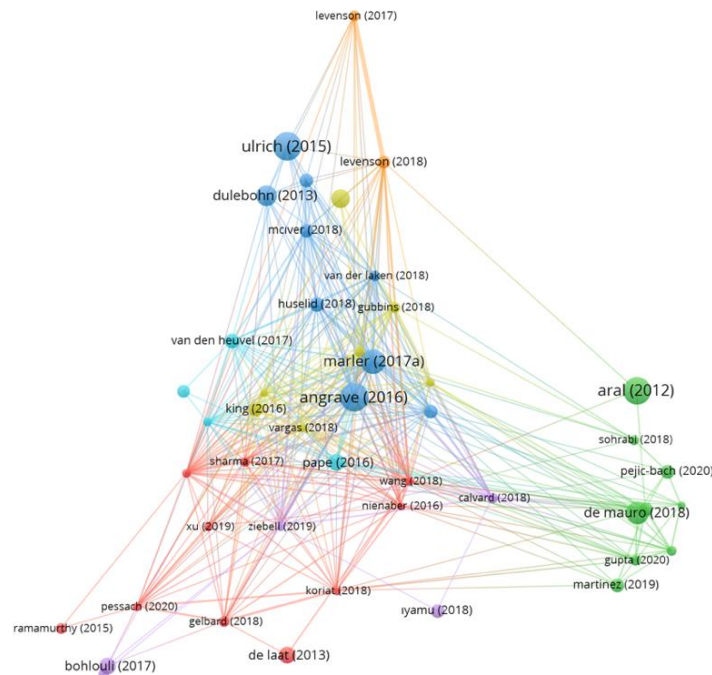 levenson (2017)
ulrich (2015)
levenson (2018)
dulebohn (2013)
mciver (2018)
van der laken (2018)
huselid (2018)
gubbins (2018)
van den heuvel (2017)
marler (2017a)
aral (2012)
angrave (2016)
king (2016)
vargas (2018)
sohrabi (2018)
sharma (2017)
pape (2016)
pejic-bach (2020)
wang (2018)
calvard (2018)
nienaber (2016)
de mauro (2018)
xu (2019)
ziebell (2019)
gupta (2020)
martinez (2019)
koriat (2018)
pessach (2020)
ıyamu (2018)
gelbard (2018)
ramamurthy (2015)
de laat (2013)
bohlouli (2017)